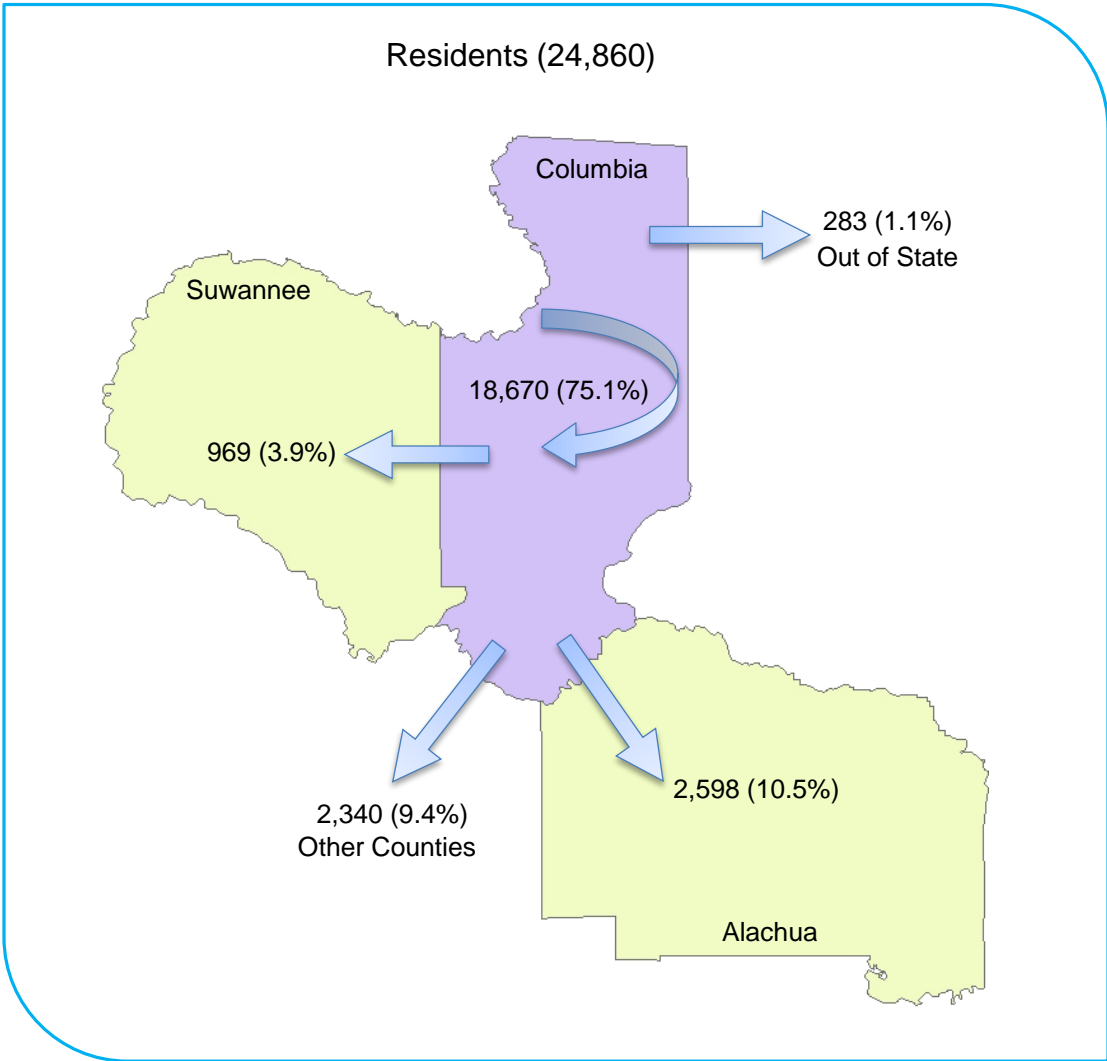 Residents (24,860)
Columbia
283 (1.1%)
Out of State
Suwannee
18,670 (75.1%)
969 (3.9%)
2,598 (10.5%)
2,340 (9.4%)
Other Counties
Alachua